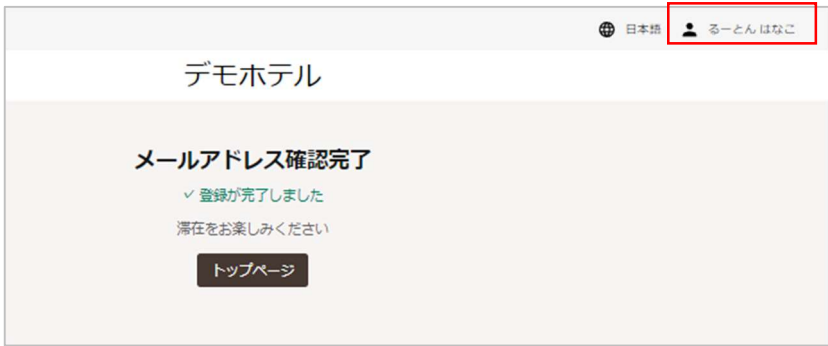 日本語 るーとん はなこ
デモホテル
メールアドレス確認完了
✓ 登録が完了しました
滞在をお楽しみください
トップページ